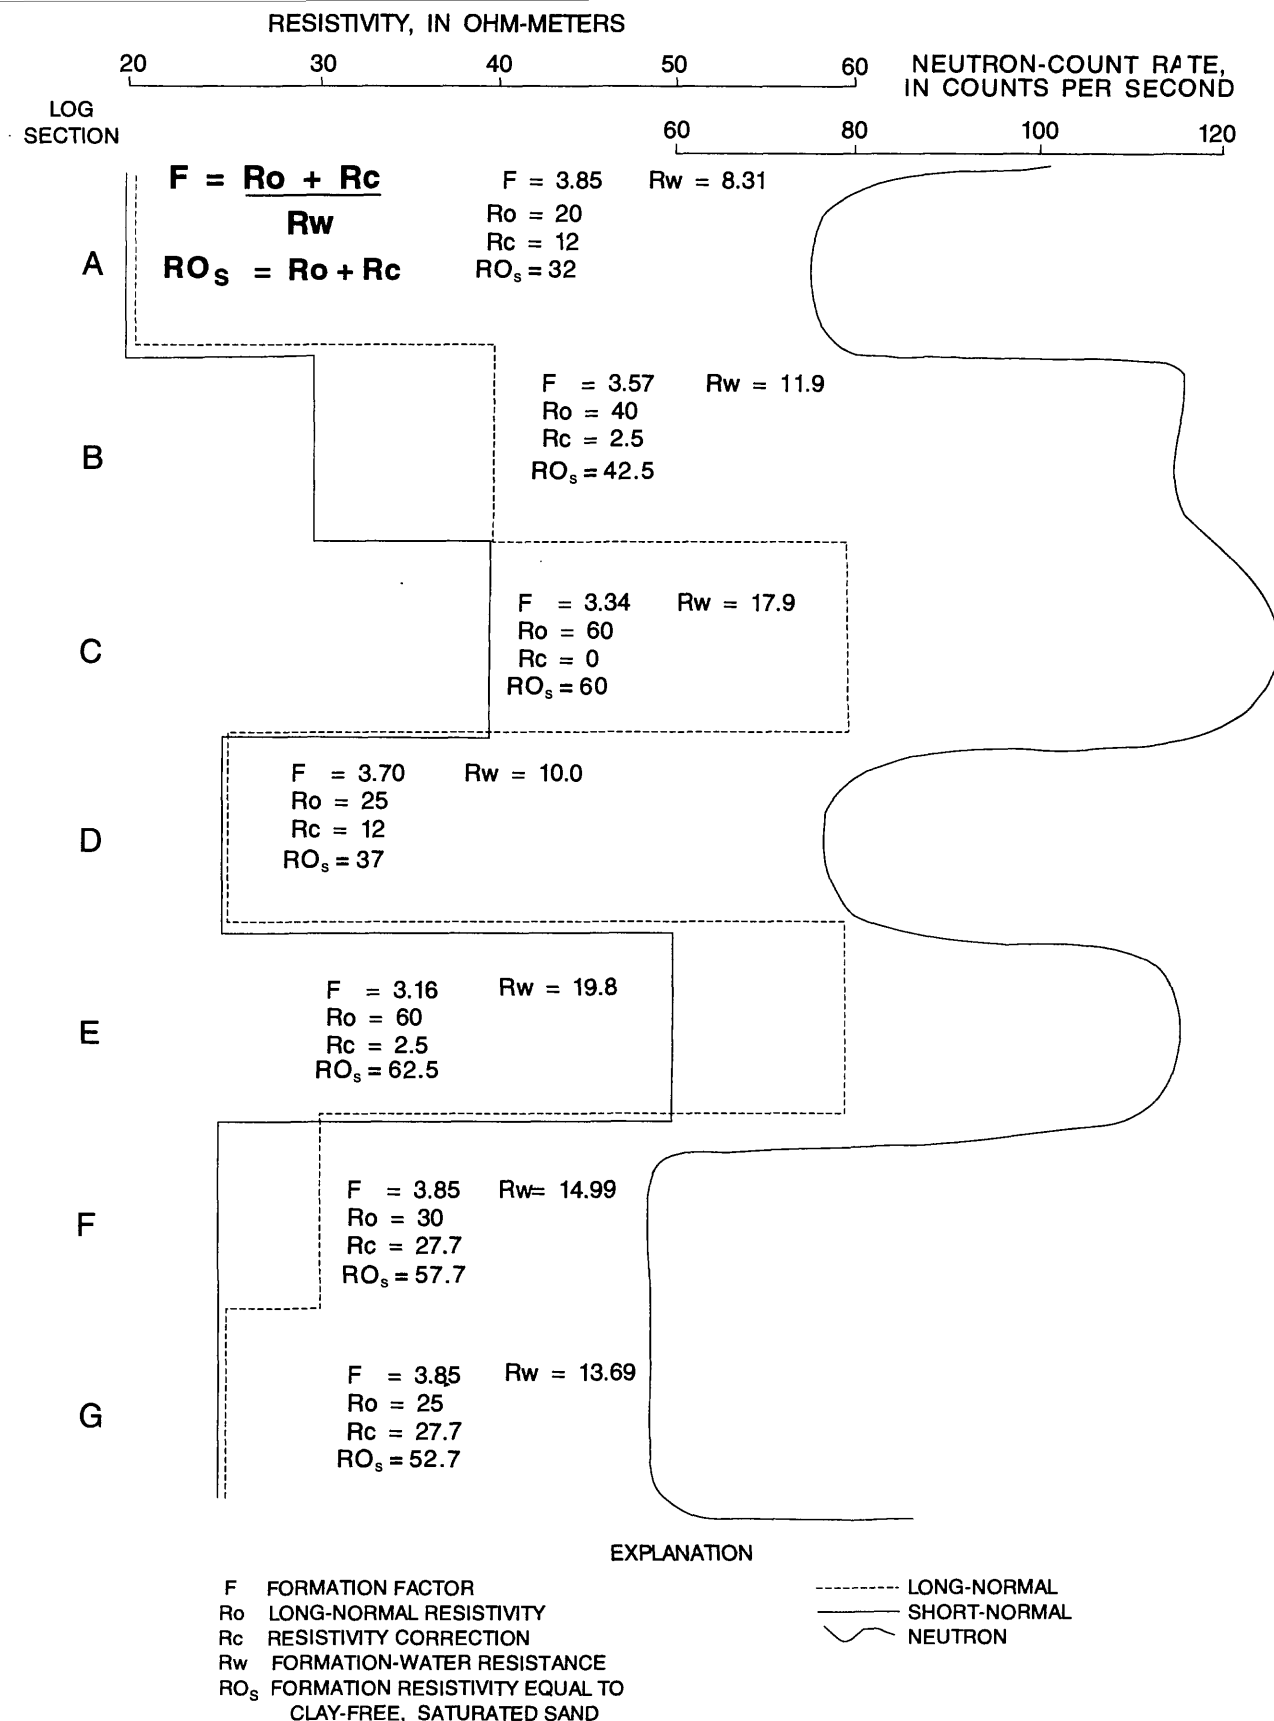 RESISTIVITY, IN OHM-METERS
20 30 40 50 60
NEUTRON-COUNT RATE,
IN COUNTS PER SECOND
60 80 100 120
LOG
SECTION
F = Ro + Rc
Rw
ROs = Ro + Rc
A
F = 3.85 Rw = 8.31
Ro = 20
Rc = 12
ROs = 32
B
F = 3.57 Rw = 11.9
Ro = 40
Rc = 2.5
ROs = 42.5
C
F = 3.34 Rw = 17.9
Ro = 60
Rc = 0
ROs = 60
D
F = 3.70 Rw = 10.0
Ro = 25
Rc = 12
ROs = 37
E
F = 3.16 Rw = 19.8
Ro = 60
Rc = 2.5
ROs = 62.5
F
F = 3.85 Rw= 14.99
Ro = 30
Rc = 27.7
ROs = 57.7
G
F = 3.85 Rw = 13.69
Ro = 25
Rc = 27.7
ROs = 52.7
EXPLANATION
F FORMATION FACTOR
Ro LONG-NORMAL RESISTIVITY
Rc RESISTIVITY CORRECTION
Rw FORMATION-WATER RESISTANCE
ROs FORMATION RESISTIVITY EQUAL TO
CLAY-FREE, SATURATED SAND
LONG-NORMAL
SHORT-NORMAL
NEUTRON